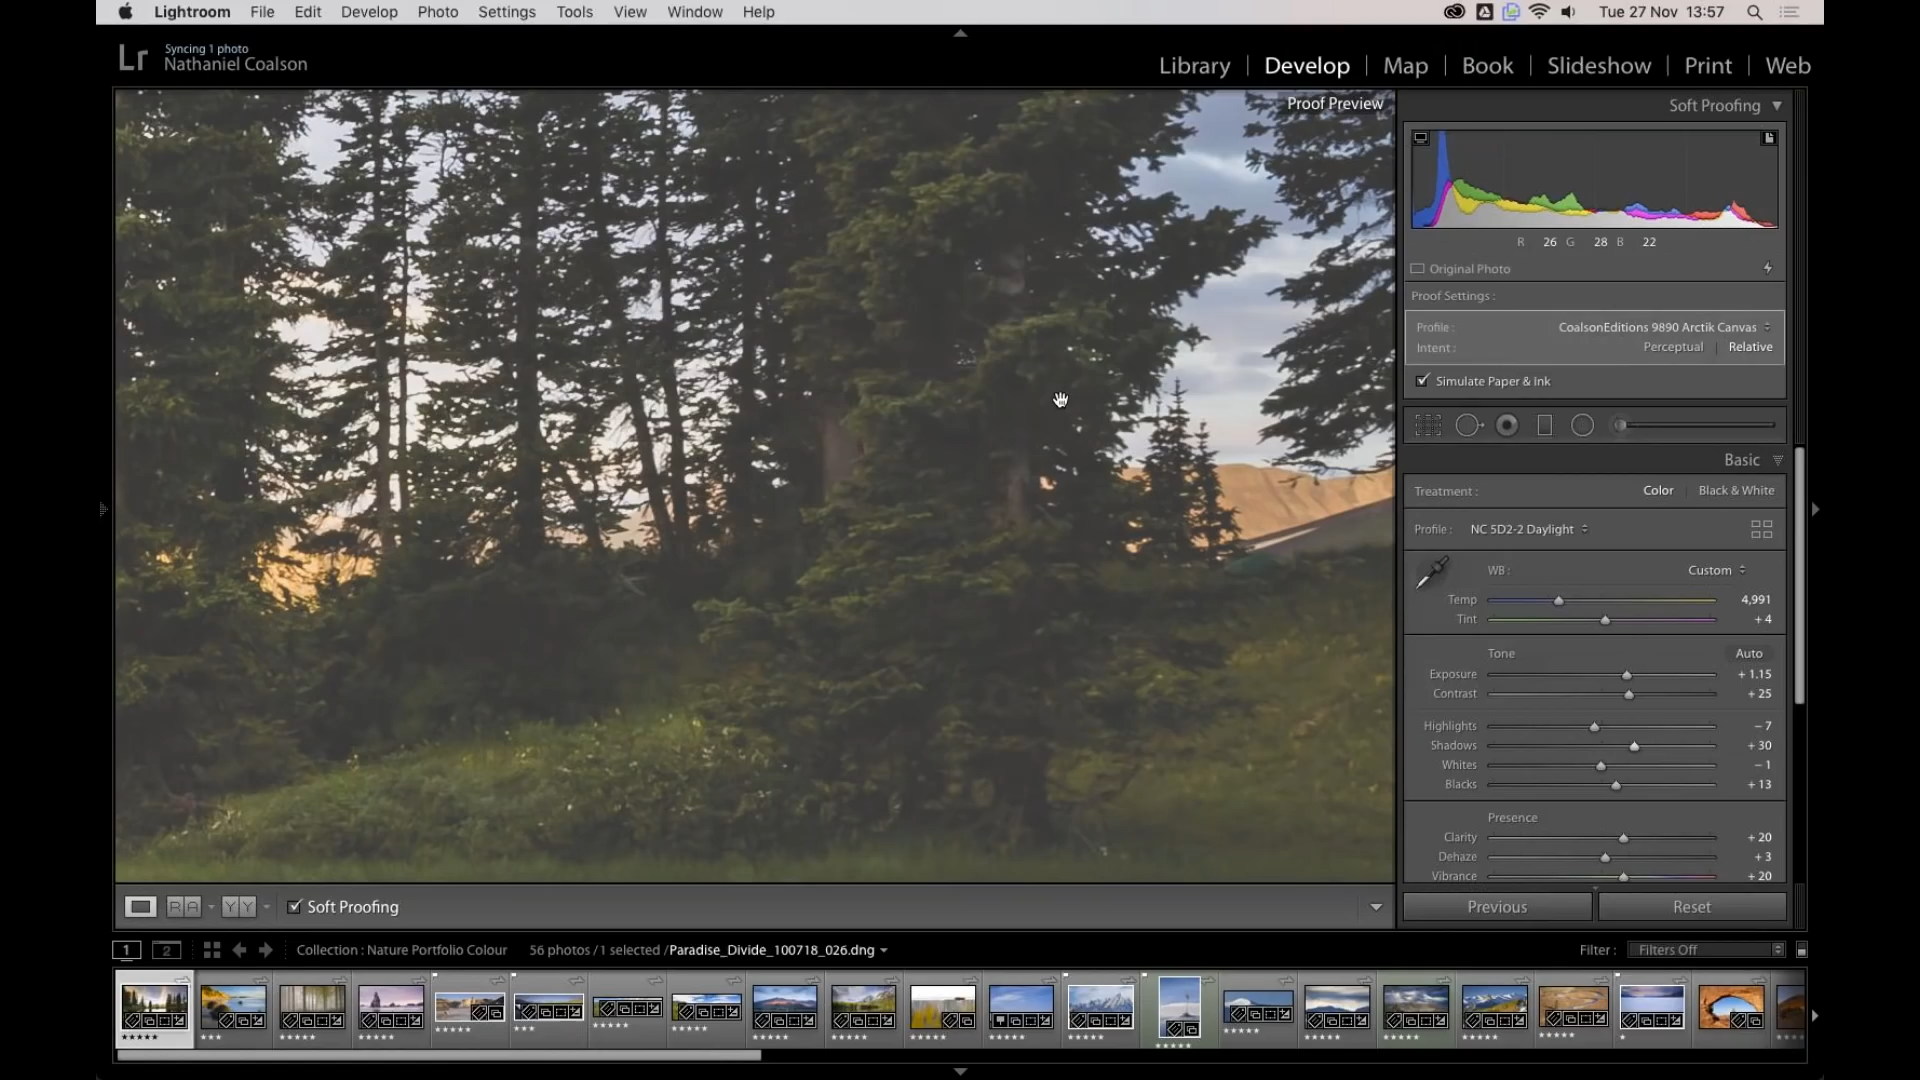 Lightroom File Edit Develop Photo Settings Tools View Window Help Tue 27 Nov 13:57
Lr Syncing 1 photo
Nathaniel Coalson
Library Develop Map Book Slideshow Print Web
Proof Preview
Soft Proofing
R 26 G 28 B 22
Original Photo
Proof Settings :
Profile : CoalsonEditions 9890 Arctik Canvas
Intent : Perceptual Relative
Simulate Paper & Ink
Basic
Treatment : Color Black & White
Profile : NC 5D2-2 Daylight
WB : Custom
Temp 4,991
Tint + 4
Tone Auto
Exposure + 1.15
Contrast + 25
Highlights − 7
Shadows + 30
Whites − 1
Blacks + 13
Presence
Clarity + 20
Dehaze + 3
Vibrance + 20
R A Y Y Soft Proofing
Previous Reset
1 2 Collection : Nature Portfolio Colour 56 photos / 1 selected / Paradise_Divide_100718_026.dng Filter : Filters Off